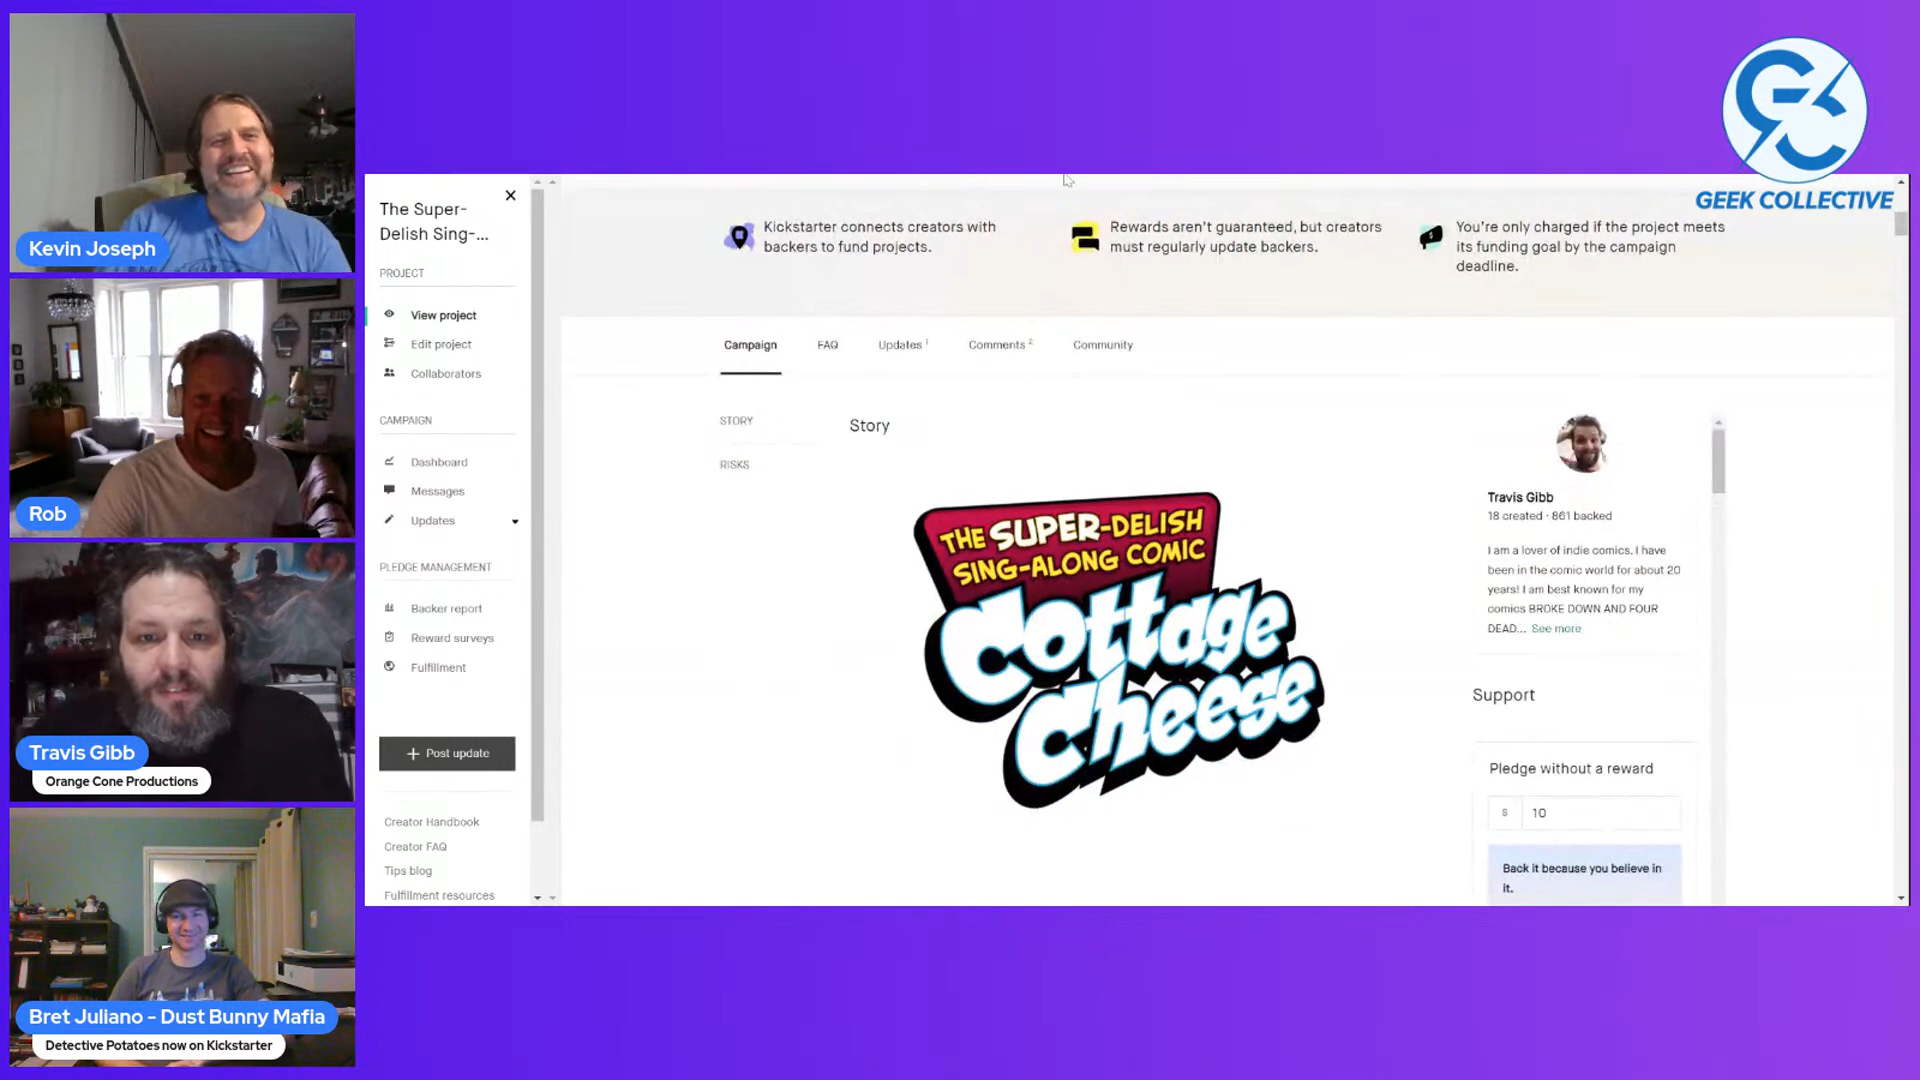 Kevin Joseph
Rob
Travis Gibb
Orange Cone Productions
Bret Juliano - Dust Bunny Mafia
Detective Potatoes now on Kickstarter
The Super-
Delish Sing-...
PROJECT
View project
Edit project
Collaborators
CAMPAIGN
Dashboard
Messages
Updates
PLEDGE MANAGEMENT
Backer report
Reward surveys
Fulfillment
+ Post update
Creator Handbook
Creator FAQ
Tips blog
Fulfillment resources
Kickstarter connects creators with
backers to fund projects.
Rewards aren't guaranteed, but creators
must regularly update backers.
You're only charged if the project meets
its funding goal by the campaign
deadline.
Campaign FAQ Updates 1 Comments 2 Community
STORY
RISKS
Story
THE SUPER-DELISH
SING-ALONG COMIC
Cottage
Cheese
Travis Gibb
18 created · 861 backed
I am a lover of indie comics. I have
been in the comic world for about 20
years! I am best known for my
comics BROKE DOWN AND FOUR
DEAD... See more
Support
Pledge without a reward
$ 10
Back it because you believe in
it.
GC
GEEK COLLECTIVE